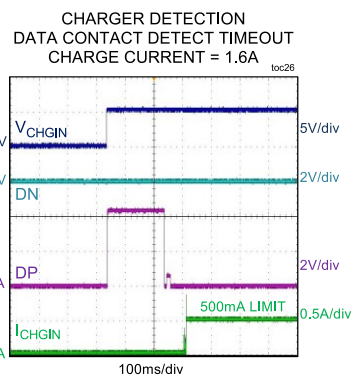 CHARGER DETECTION
DATA CONTACT DETECT TIMEOUT
CHARGE CURRENT = 1.6A
toc26
VCHGIN
5V/div
V
V
2V/div
DN
DP
2V/div
A
500mA LIMIT
0.5A/div
ICHGIN
A
100ms/div